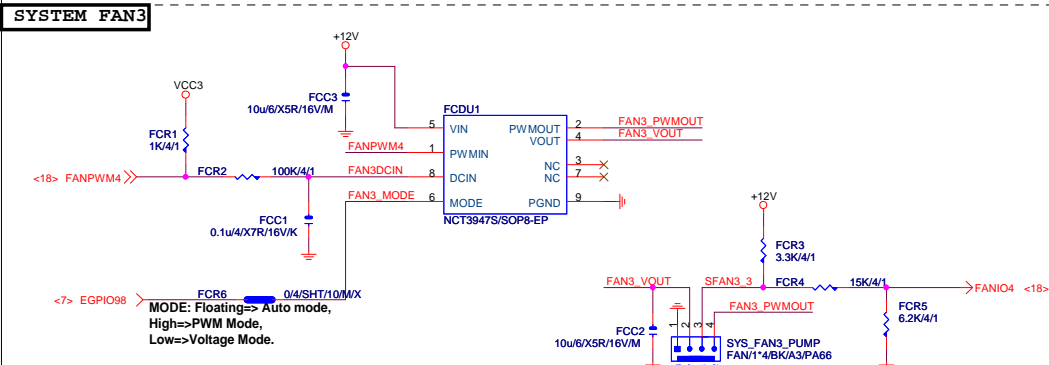 SYSTEM FAN3
+12V
VCC3
FCC3
10u/6/X5R/16V/M
FCDU1
FCR1
1K/4/1
5
VIN
PWMOUT
2
FAN3_PWMOUT
VOUT
4
FAN3_VOUT
FANPWM4
1
PWMIN
NC
3
<18> FANPWM4
FCR2
100K/4/1
FAN3DCIN
8
DCIN
NC
7
FAN3_MODE
6
MODE
PGND
9
NCT3947S/SOP8-EP
FCC1
0.1u/4/X7R/16V/K
+12V
FCR3
3.3K/4/1
<7> EGPIO98
FCR6
0/4/SHT/10/M/X
MODE: Floating=> Auto mode,
High=>PWM Mode,
Low=>Voltage Mode.
FAN3_VOUT
SFAN3_3
FCR4
15K/4/1
FANIO4 <18>
FAN3_PWMOUT
FCR5
6.2K/4/1
FCC2
10u/6/X5R/16V/M
1
2
3
4
SYS_FAN3_PUMP
FAN/1*4/BK/A3/PA66